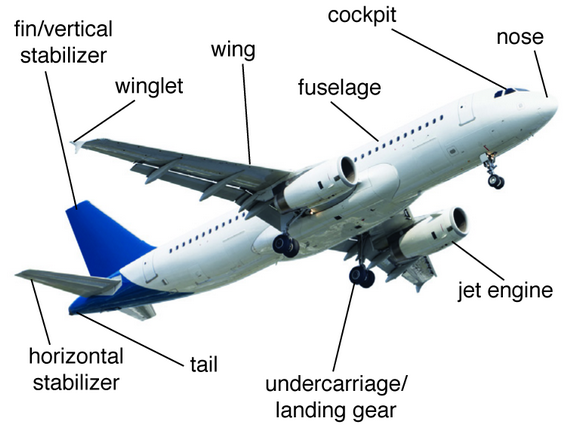 cockpit
fin/vertical
stabilizer
nose
wing
winglet
fuselage
jet engine
horizontal
stabilizer
tail
undercarriage/
landing gear